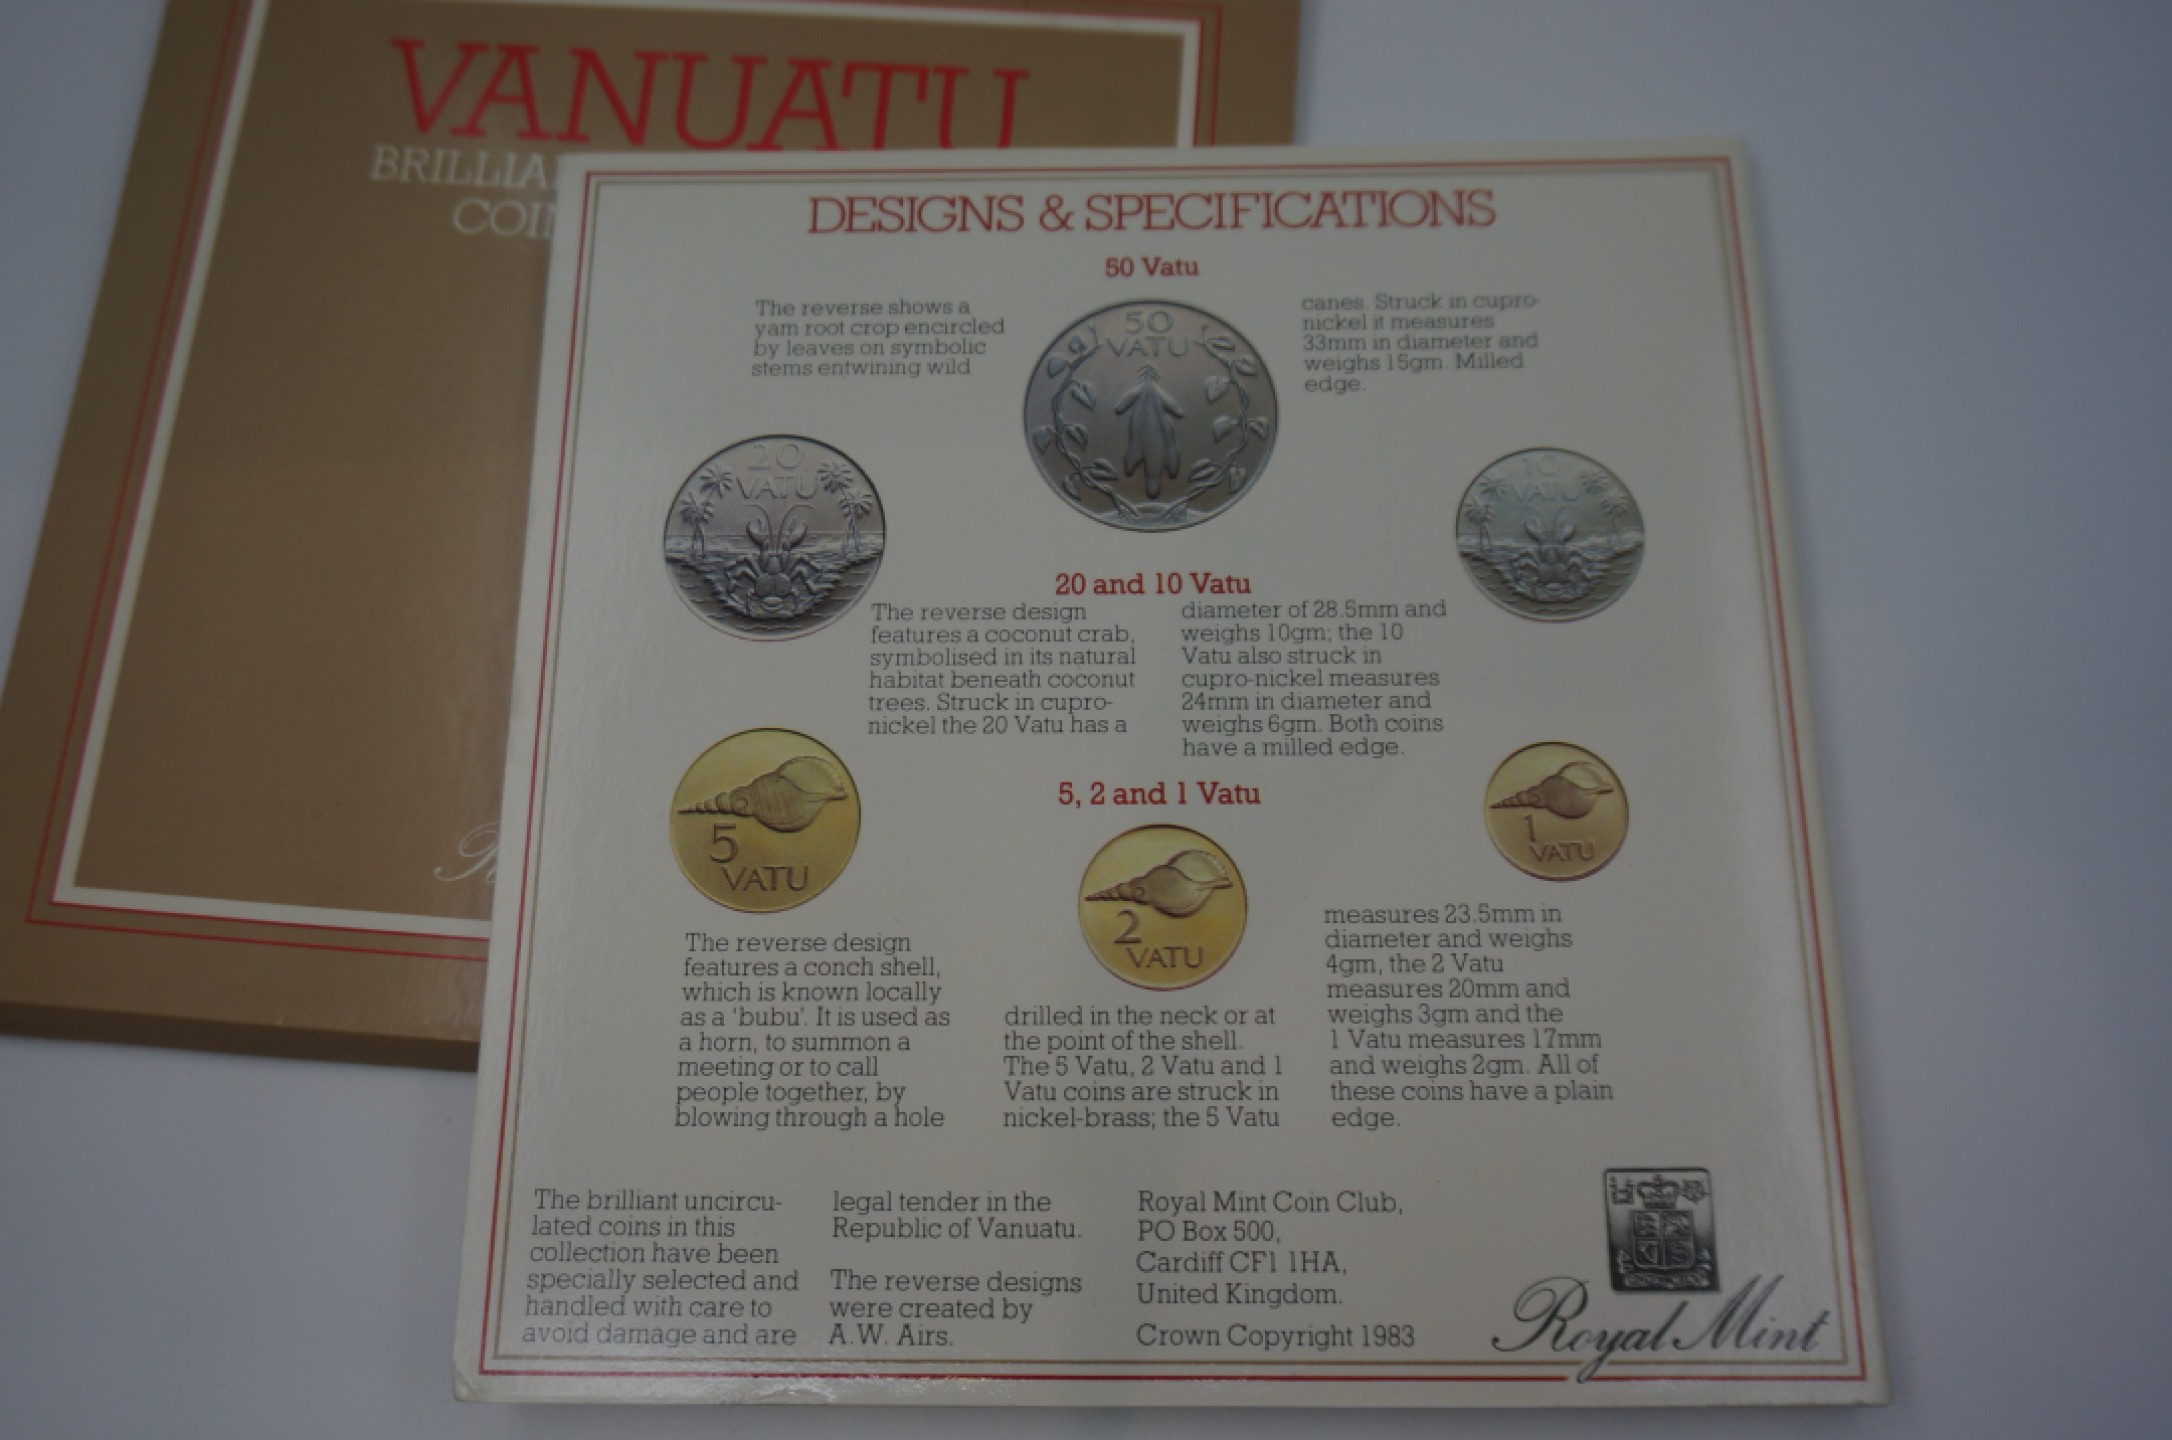 VANUATU
BRILLIA
COIN
DESIGNS & SPECIFICATIONS
50 Vatu
The reverse shows a
yam root crop encircled
by leaves on symbolic
stems entwining wild
canes. Struck in cupro-
nickel it measures
33mm in diameter and
weighs 15gm. Milled
edge.
50
VATU
20
VATU
10
VATU
20 and 10 Vatu
The reverse design
features a coconut crab,
symbolised in its natural
habitat beneath coconut
trees. Struck in cupro-
nickel the 20 Vatu has a
diameter of 28.5mm and
weighs 10gm; the 10
Vatu also struck in
cupro-nickel measures
24mm in diameter and
weighs 6gm. Both coins
have a milled edge.
5, 2 and 1 Vatu
5
VATU
2
VATU
1
VATU
The reverse design
features a conch shell,
which is known locally
as a 'bubu'. It is used as
a horn, to summon a
meeting or to call
people together, by
blowing through a hole
drilled in the neck or at
the point of the shell.
The 5 Vatu, 2 Vatu and 1
Vatu coins are struck in
nickel-brass; the 5 Vatu
measures 23.5mm in
diameter and weighs
4gm, the 2 Vatu
measures 20mm and
weighs 3gm and the
1 Vatu measures 17mm
and weighs 2gm. All of
these coins have a plain
edge.
The brilliant uncircu-
lated coins in this
collection have been
specially selected and
handled with care to
avoid damage and are
legal tender in the
Republic of Vanuatu.
The reverse designs
were created by
A.W. Airs.
Royal Mint Coin Club,
PO Box 500,
Cardiff CF1 1HA,
United Kingdom.
Crown Copyright 1983
Royal Mint